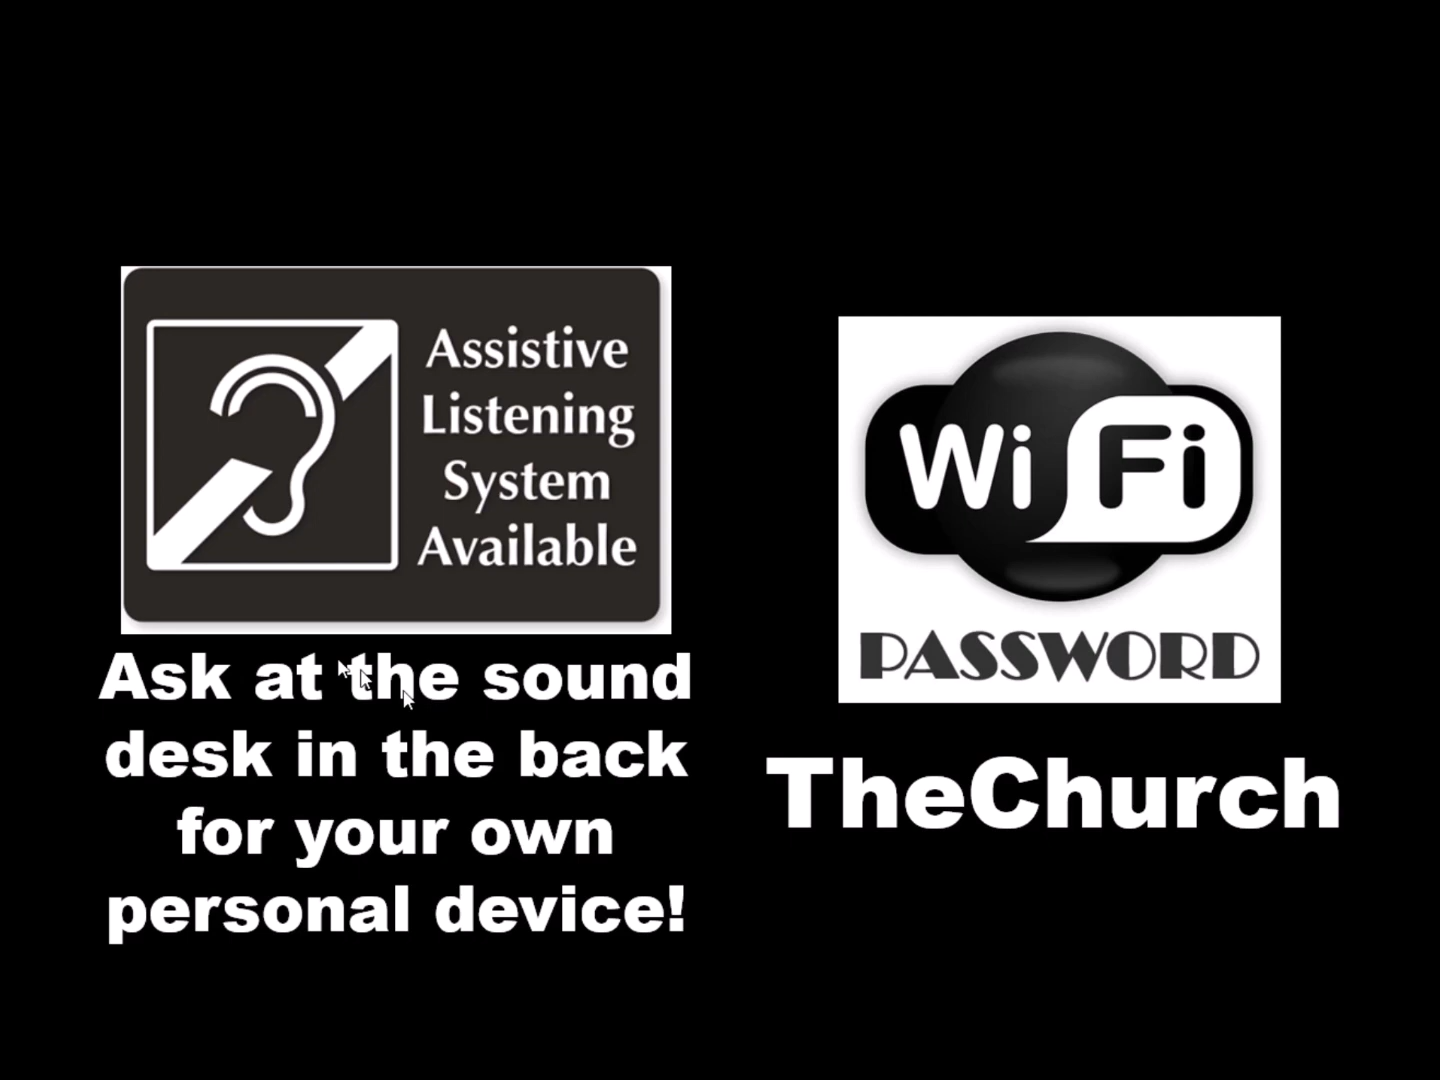 Assistive
Listening
System
Available
Ask at the sound
desk in the back
for your own
personal device!
Wi Fi
PASSWORD
TheChurch